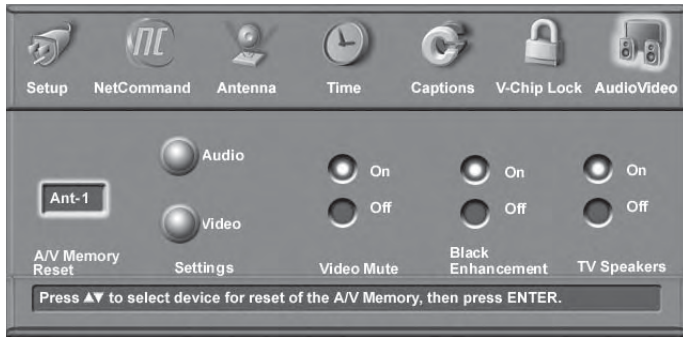 Setup NetCommand Antenna Time Captions V-Chip Lock AudioVideo
Audio
On On On
Ant-1
Video
Off Off Off
A/V Memory Reset
Settings
Video Mute
Black Enhancement
TV Speakers
Press ▲▼ to select device for reset of the A/V Memory, then press ENTER.